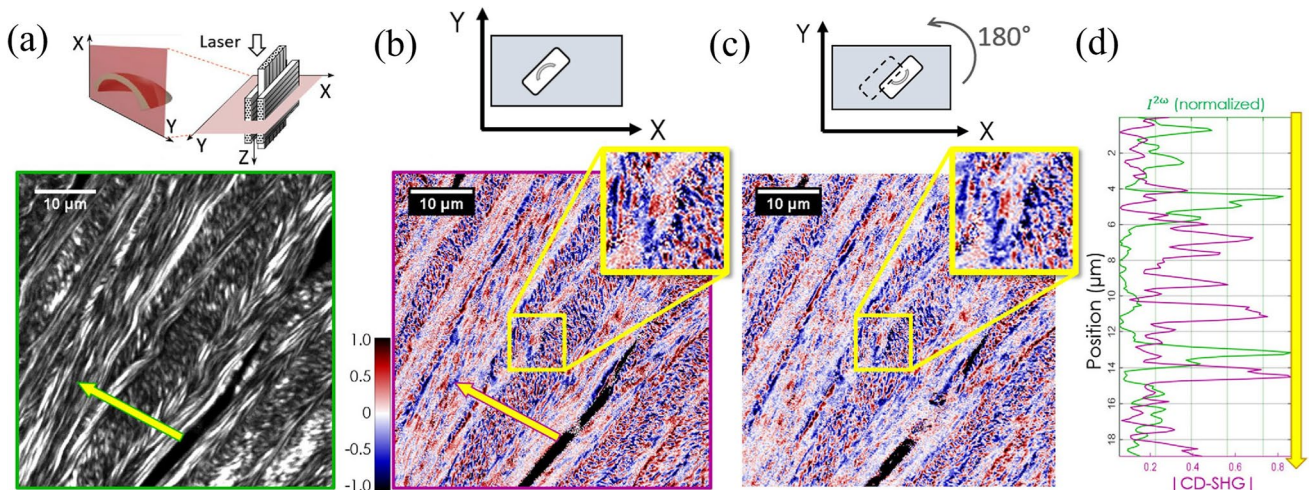 (a)
X
Laser
X
Y
Y
Z
10 µm
(b)
Y
X
10 µm
1.0
0.5
0
-0.5
-1.0
(c)
Y
180°
X
10 µm
(d)
I²ω (normalized)
Position (µm)
2
4
6
8
10
12
14
16
18
0.2
0.4
0.6
0.8
|CD-SHG|